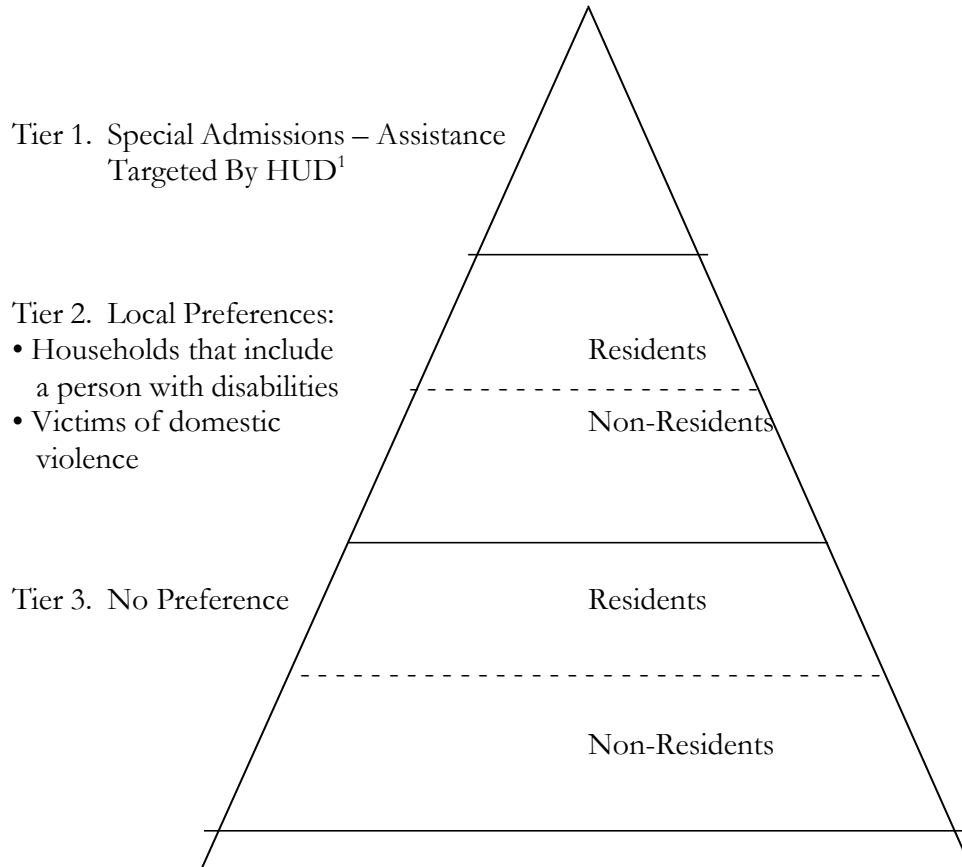 Tier 1.  Special Admissions – Assistance
Targeted By HUD¹
Tier 2.  Local Preferences:
• Households that include
a person with disabilities
• Victims of domestic
violence
Residents
Non-Residents
Tier 3.  No Preference
Residents
Non-Residents